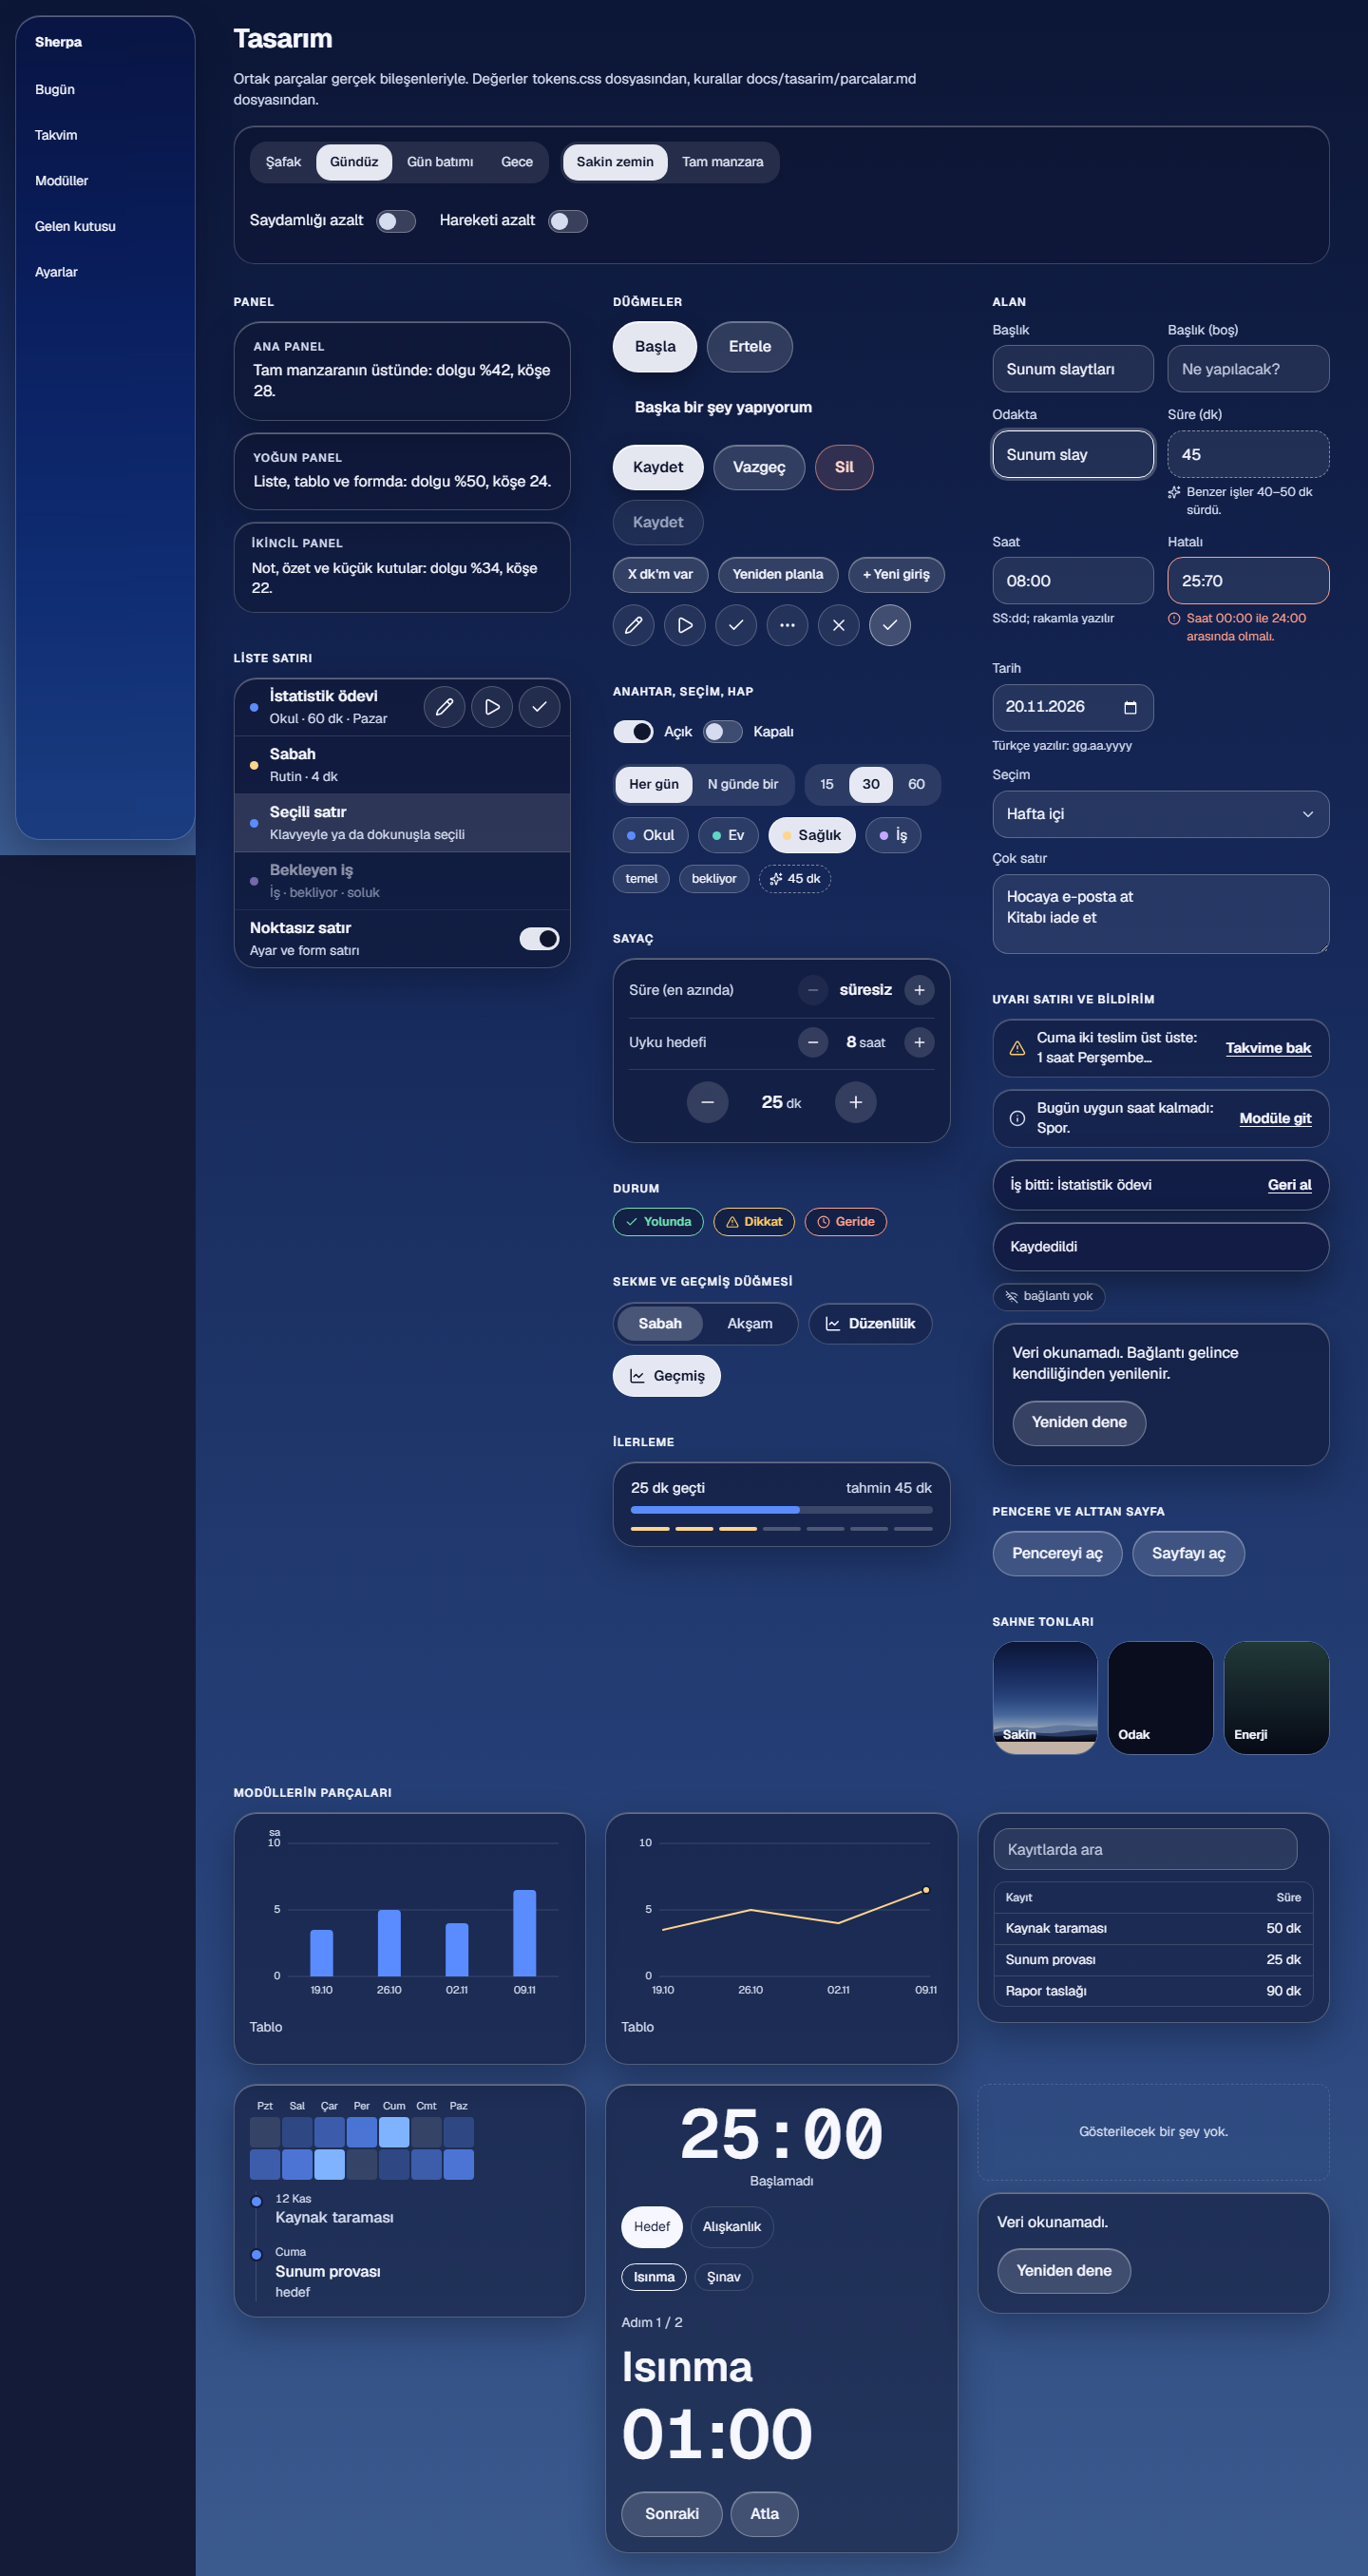 Sherpa
Bugün
Takvim
Modüller
Gelen kutusu
Ayarlar
Tasarım
Ortak parçalar gerçek bileşenleriyle. Değerler tokens.css dosyasından, kurallar docs/tasarim/parcalar.md
dosyasından.
Şafak Gündüz Gün batımı Gece Sakin zemin Tam manzara
Saydamlığı azalt Hareketi azalt
PANEL
ANA PANEL
Tam manzaranın üstünde: dolgu %42, köşe
28.
YOĞUN PANEL
Liste, tablo ve formda: dolgu %50, köşe 24.
İKİNCİL PANEL
Not, özet ve küçük kutular: dolgu %34, köşe
22.
LİSTE SATIRI
İstatistik ödevi
Okul · 60 dk · Pazar
Sabah
Rutin · 4 dk
Seçili satır
Klavyeyle ya da dokunuşla seçili
Bekleyen iş
İş · bekliyor · soluk
Noktasız satır
Ayar ve form satırı
DÜĞMELER
Başla Ertele
Başka bir şey yapıyorum
Kaydet Vazgeç Sil
Kaydet
X dk'm var Yeniden planla + Yeni giriş
ANAHTAR, SEÇİM, HAP
Açık Kapalı
Her gün N günde bir 15 30 60
Okul Ev Sağlık İş
temel bekliyor 45 dk
SAYAÇ
Süre (en azında) süresiz
Uyku hedefi 8 saat
25 dk
DURUM
Yolunda Dikkat Geride
SEKME VE GEÇMİŞ DÜĞMESİ
Sabah Akşam Düzenlilik
Geçmiş
İLERLEME
25 dk geçti tahmin 45 dk
ALAN
Başlık Başlık (boş)
Sunum slaytları Ne yapılacak?
Odakta Süre (dk)
Sunum slay 45
Benzer işler 40–50 dk
sürdü.
Saat Hatalı
08:00 25:70
SS:dd; rakamla yazılır Saat 00:00 ile 24:00
arasında olmalı.
Tarih
20.11.2026
Türkçe yazılır: gg.aa.yyyy
Seçim
Hafta içi
Çok satır
Hocaya e-posta at
Kitabı iade et
UYARI SATIRI VE BİLDİRİM
Cuma iki teslim üst üste:
1 saat Perşembe… Takvime bak
Bugün uygun saat kalmadı:
Spor. Modüle git
İş bitti: İstatistik ödevi Geri al
Kaydedildi
bağlantı yok
Veri okunamadı. Bağlantı gelince
kendiliğinden yenilenir.
Yeniden dene
PENCERE VE ALTTAN SAYFA
Pencereyi aç Sayfayı aç
SAHNE TONLARI
Sakin Odak Enerji
MODÜLLERİN PARÇALARI
sa
10
5
0
19.10 26.10 02.11 09.11
Tablo
10
5
0
19.10 26.10 02.11 09.11
Tablo
Kayıtlarda ara
Kayıt Süre
Kaynak taraması 50 dk
Sunum provası 25 dk
Rapor taslağı 90 dk
Pzt Sal Çar Per Cum Cmt Paz
12 Kas
Kaynak taraması
Cuma
Sunum provası
hedef
25:00
Başlamadı
Hedef Alışkanlık
Isınma Sınav
Adım 1 / 2
Isınma
01:00
Sonraki Atla
Gösterilecek bir şey yok.
Veri okunamadı.
Yeniden dene